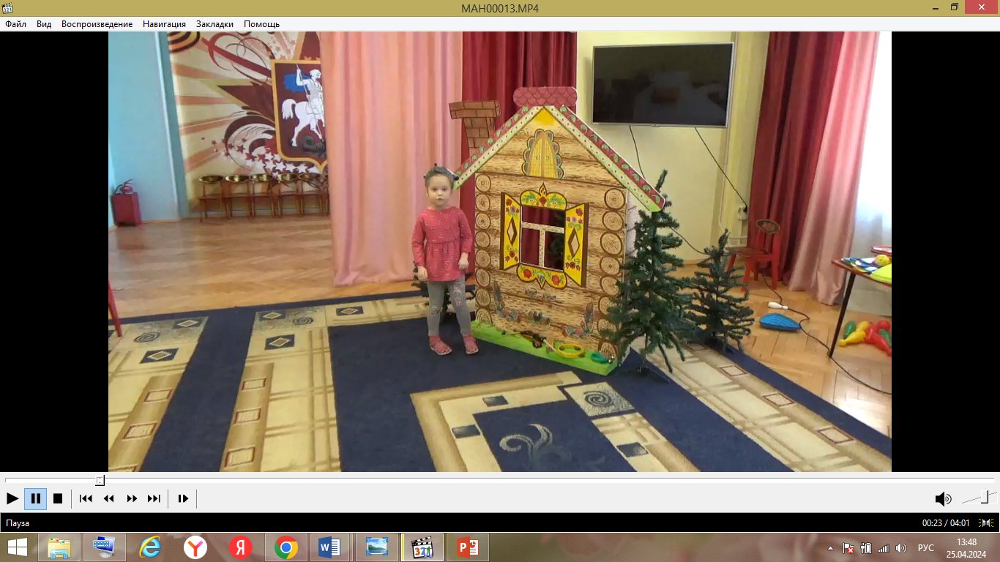 MAH00013.MP4
Файл Вид Воспроизведение Навигация Закладки Помощь
Пауза
00:23 / 04:01
РУС
13:48
25.04.2024